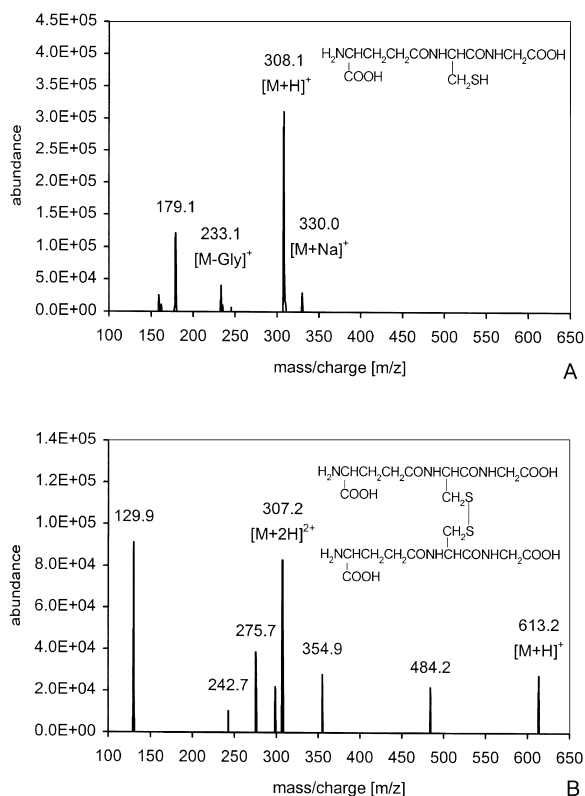 4.5E+05
4.0E+05
3.5E+05
3.0E+05
2.5E+05
2.0E+05
1.5E+05
1.0E+05
5.0E+04
0.0E+00
abundance
308.1
[M+H]+
H2NCHCH2CH2CONHCHCONHCH2COOH
COOH CH2SH
179.1
233.1
[M-Gly]+
330.0
[M+Na]+
100 150 200 250 300 350 400 450 500 550 600 650
mass/charge [m/z]
A
1.4E+05
1.2E+05
1.0E+05
8.0E+04
6.0E+04
4.0E+04
2.0E+04
0.0E+00
abundance
129.9
307.2
[M+2H]2+
H2NCHCH2CH2CONHCHCONHCH2COOH
COOH CH2S
CH2S
H2NCHCH2CH2CONHCHCONHCH2COOH
COOH
242.7
275.7
354.9
484.2
613.2
[M+H]+
100 150 200 250 300 350 400 450 500 550 600 650
mass/charge [m/z]
B